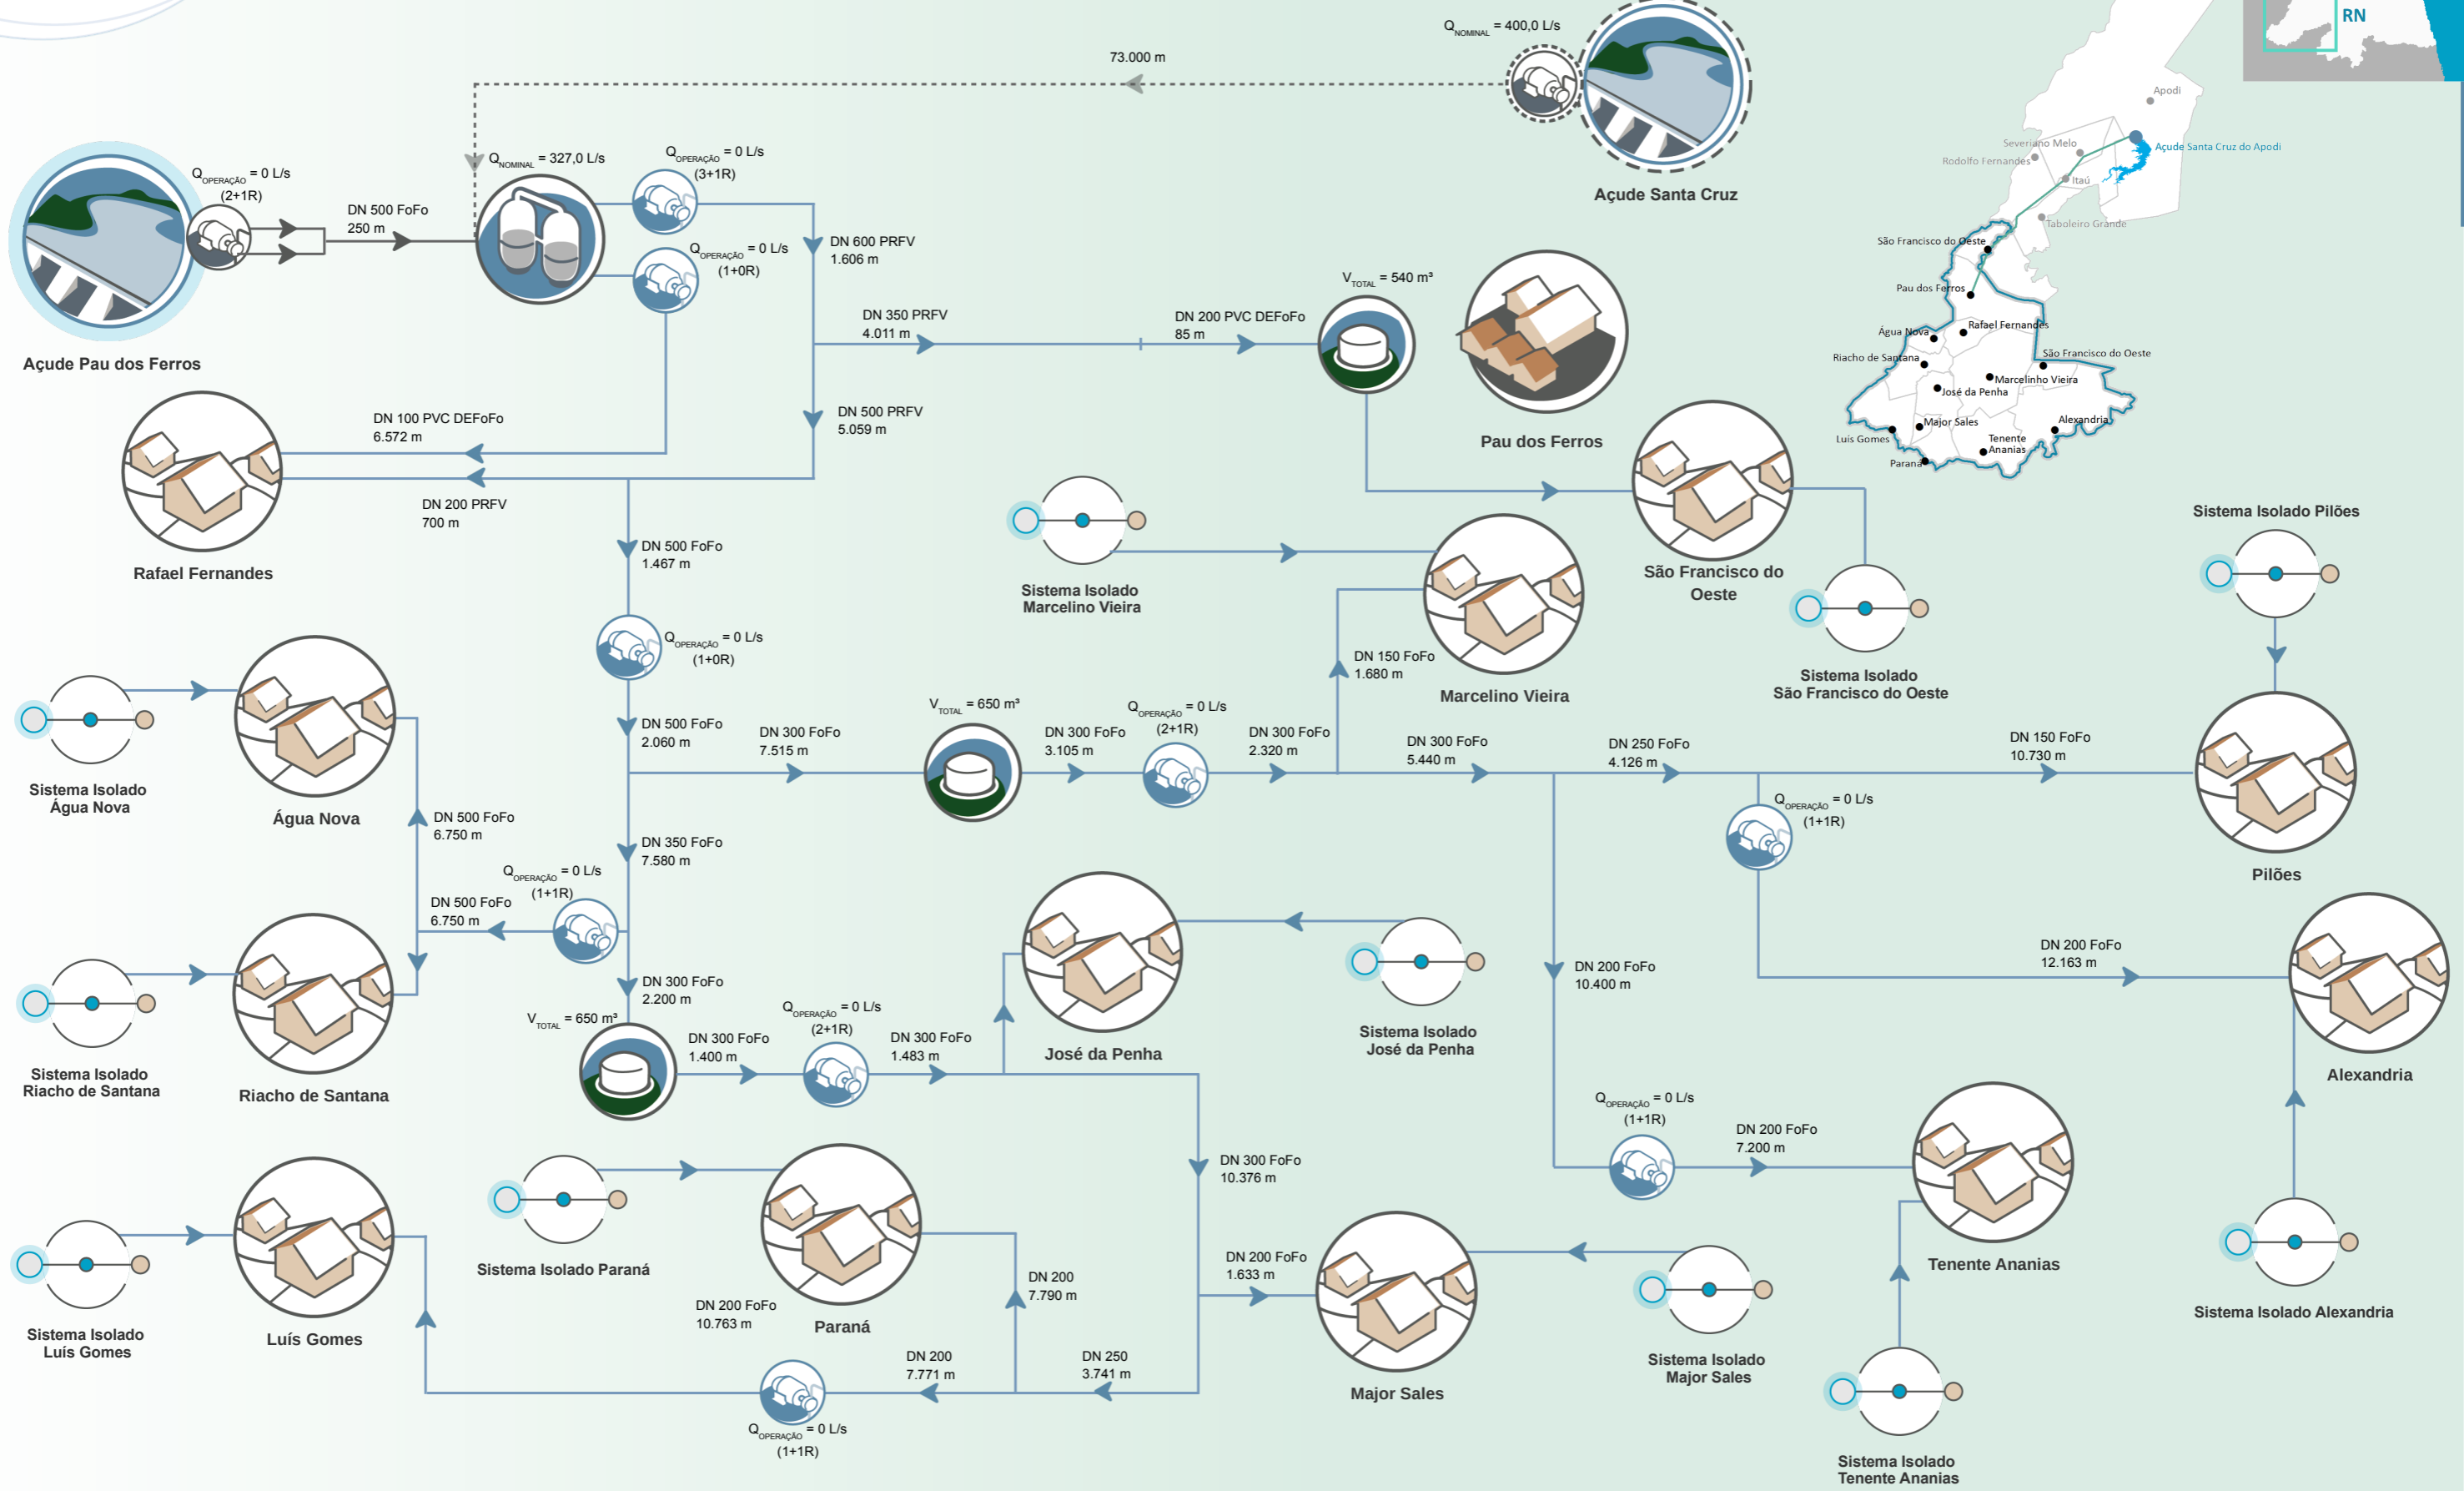 RN
Q NOMINAL = 400,0 L/s
73.000 m
Apodi
Severiano Melo
Açude Santa Cruz do Apodi
Rodolfo Fernandes
Itaú
Taboleiro Grande
São Francisco do Oeste
Pau dos Ferros
Água Nova
Rafael Fernandes
Riacho de Santana
São Francisco do Oeste
Marcelinho Vieira
José da Penha
Major Sales
Alexandria
Luís Gomes
Tenente
Ananias
Paraná
Açude Santa Cruz
Q OPERAÇÃO = 0 L/s
(2+1R)
DN 500 FoFo
250 m
Q NOMINAL = 327,0 L/s
Q OPERAÇÃO = 0 L/s
(3+1R)
Q OPERAÇÃO = 0 L/s
(1+0R)
DN 600 PRFV
1.606 m
Açude Pau dos Ferros
DN 350 PRFV
4.011 m
DN 200 PVC DEFoFo
85 m
V TOTAL = 540 m³
Pau dos Ferros
DN 100 PVC DEFoFo
6.572 m
DN 500 PRFV
5.059 m
DN 200 PRFV
700 m
Rafael Fernandes
DN 500 FoFo
1.467 m
Sistema Isolado
Marcelino Vieira
São Francisco do
Oeste
Sistema Isolado Pilões
Q OPERAÇÃO = 0 L/s
(1+0R)
DN 150 FoFo
1.680 m
Marcelino Vieira
Sistema Isolado
São Francisco do Oeste
Sistema Isolado
Água Nova
Água Nova
DN 500 FoFo
2.060 m
DN 300 FoFo
7.515 m
V TOTAL = 650 m³
DN 300 FoFo
3.105 m
Q OPERAÇÃO = 0 L/s
(2+1R)
DN 300 FoFo
2.320 m
DN 300 FoFo
5.440 m
DN 250 FoFo
4.126 m
DN 150 FoFo
10.730 m
Q OPERAÇÃO = 0 L/s
(1+1R)
Pilões
DN 500 FoFo
6.750 m
DN 350 FoFo
7.580 m
Q OPERAÇÃO = 0 L/s
(1+1R)
DN 500 FoFo
6.750 m
Sistema Isolado
Riacho de Santana
Riacho de Santana
DN 300 FoFo
2.200 m
V TOTAL = 650 m³
DN 300 FoFo
1.400 m
Q OPERAÇÃO = 0 L/s
(2+1R)
DN 300 FoFo
1.483 m
José da Penha
Sistema Isolado
José da Penha
DN 200 FoFo
10.400 m
DN 200 FoFo
12.163 m
Alexandria
Q OPERAÇÃO = 0 L/s
(1+1R)
DN 200 FoFo
7.200 m
Tenente Ananias
DN 300 FoFo
10.376 m
Sistema Isolado
Luís Gomes
Luís Gomes
Sistema Isolado Paraná
DN 200 FoFo
10.763 m
Paraná
DN 200
7.790 m
DN 200 FoFo
1.633 m
Major Sales
Sistema Isolado
Major Sales
Sistema Isolado Alexandria
DN 200
7.771 m
DN 250
3.741 m
Q OPERAÇÃO = 0 L/s
(1+1R)
Sistema Isolado
Tenente Ananias